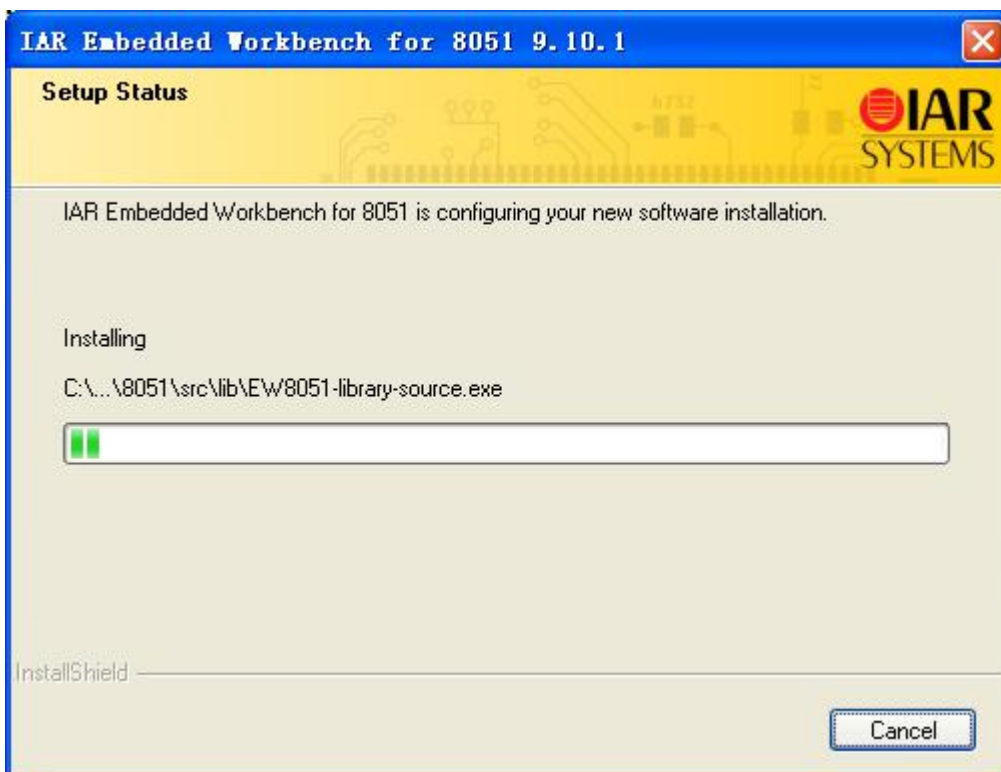 IAR Embedded Workbench for 8051 9.10.1
Setup Status
IAR
SYSTEMS
IAR Embedded Workbench for 8051 is configuring your new software installation.
Installing
C:\...\8051\src\lib\EW8051-library-source.exe
InstallShield
Cancel